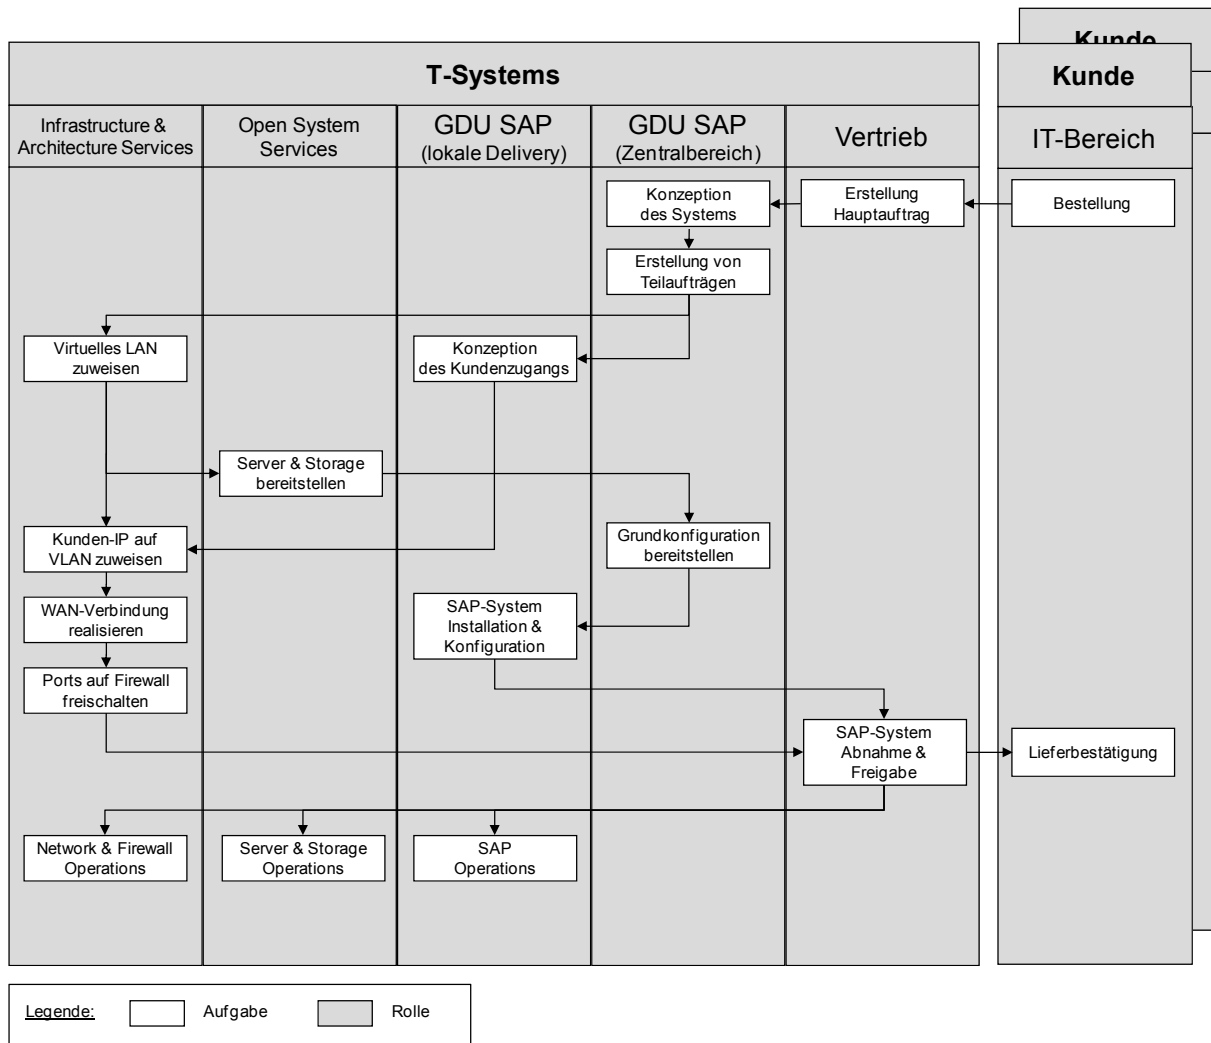 Kunde
T-Systems
Kunde
Infrastructure &
Architecture Services
Open System
Services
GDU SAP
(lokale Delivery)
GDU SAP
(Zentralbereich)
Vertrieb
IT-Bereich
Konzeption
des Systems
Erstellung
Hauptauftrag
Bestellung
Erstellung von
Teilaufträgen
Virtuelles LAN
zuweisen
Konzeption
des Kundenzugangs
Server & Storage
bereitstellen
Kunden-IP auf
VLAN zuweisen
Grundkonfiguration
bereitstellen
WAN-Verbindung
realisieren
SAP-System
Installation &
Konfiguration
Ports auf Firewall
freischalten
SAP-System
Abnahme &
Freigabe
Lieferbestätigung
Network & Firewall
Operations
Server & Storage
Operations
SAP
Operations
Legende:
Aufgabe
Rolle